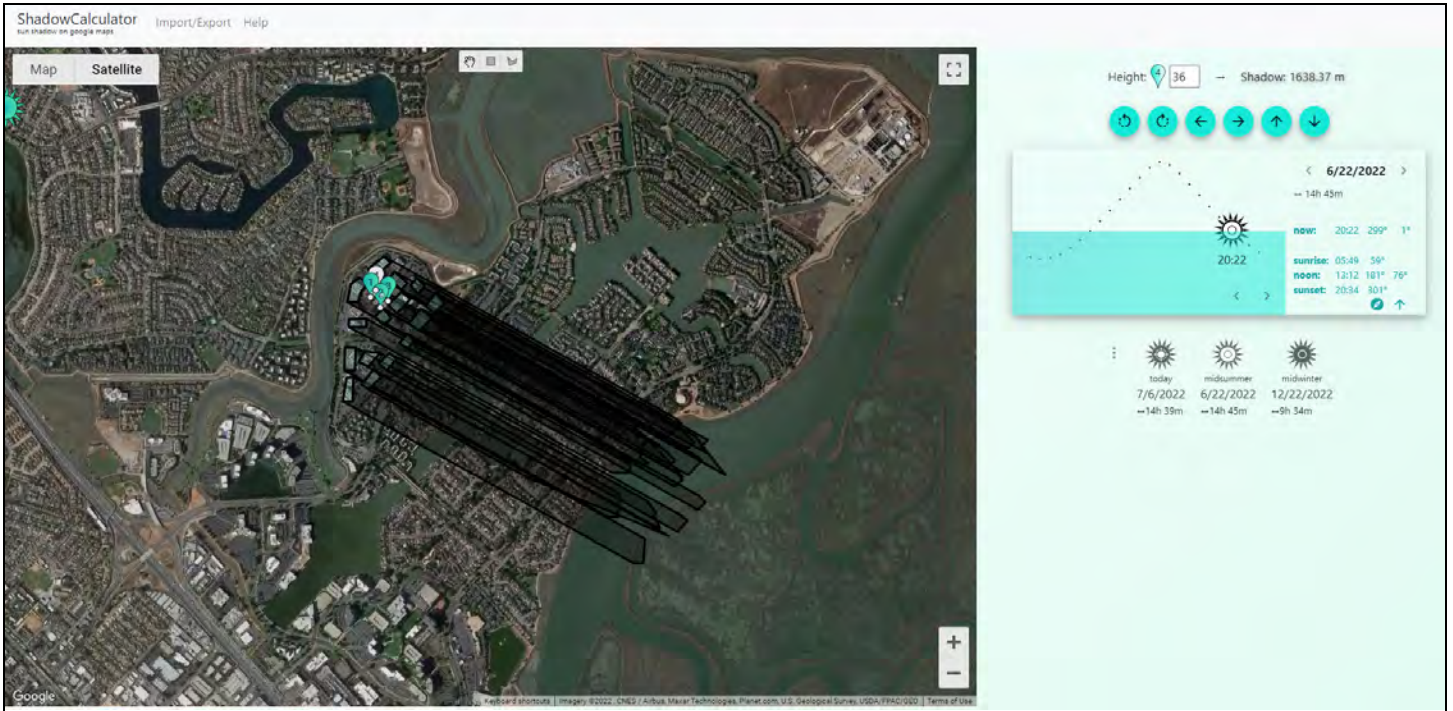 ShadowCalculator Import/Export Help
sun shadow on google maps
Map Satellite
Height: 4 36 → Shadow: 1638.37 m
< 6/22/2022 >
14h 45m
now: 20:22 299° 1°
20:22
sunrise: 05:49 59°
noon: 13:12 181° 76°
sunset: 20:34 301°
today midsummer midwinter
7/6/2022 6/22/2022 12/22/2022
14h 39m 14h 45m 9h 34m
Google
Keyboard shortcuts Imagery ©2022 , CNES / Airbus, Maxar Technologies, Planet.com, U.S. Geological Survey, USDA/FPAC/GEO Terms of Use